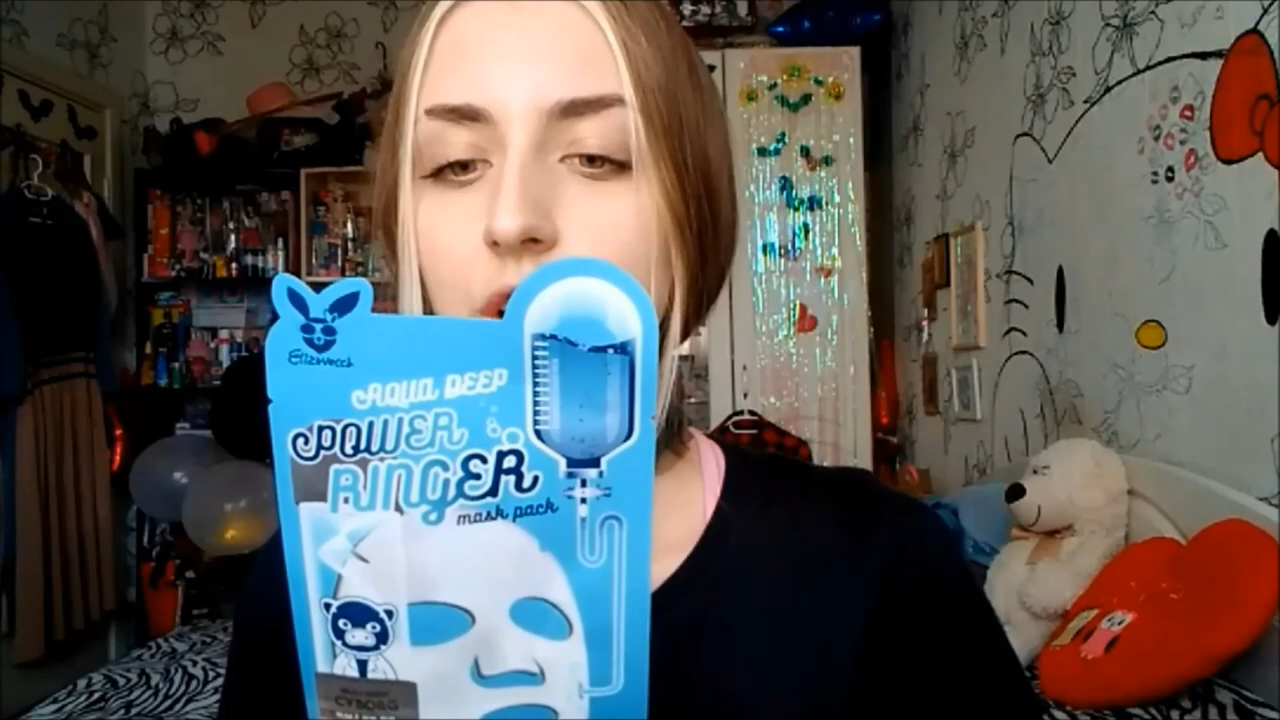 Elizavecca
AQUA DEEP
POWER
RINGER
mask pack
CYBORG